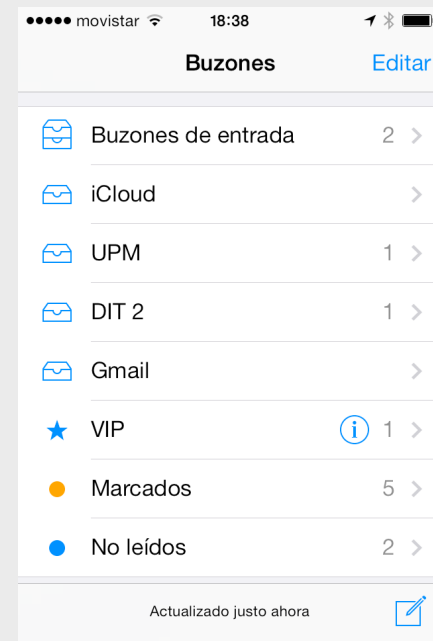 movistar 18:38
Buzones Editar
Buzones de entrada 2
iCloud
UPM 1
DIT 2 1
Gmail
VIP i 1
Marcados 5
No leídos 2
Actualizado justo ahora